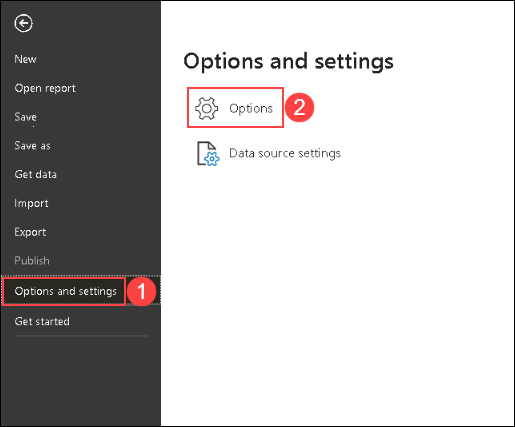 New
Open report
Save
Save as
Get data
Import
Export
Publish
Options and settings 1
Get started
Options and settings
Options 2
Data source settings